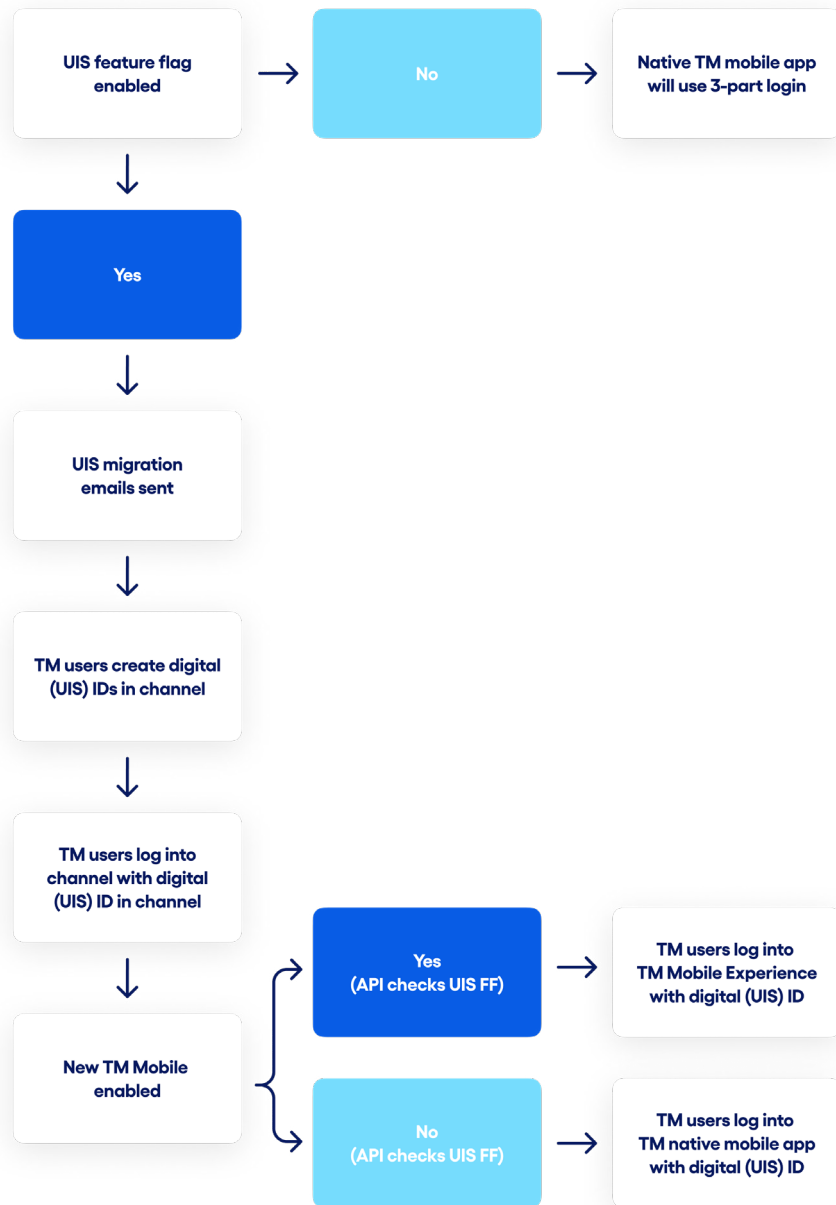 UIS feature flag
enabled
No
Native TM mobile app
will use 3-part login
Yes
UIS migration
emails sent
TM users create digital
(UIS) IDs in channel
TM users log into
channel with digital
(UIS) ID in channel
New TM Mobile
enabled
Yes
(API checks UIS FF)
TM users log into
TM Mobile Experience
with digital (UIS) ID
No
(API checks UIS FF)
TM users log into
TM native mobile app
with digital (UIS) ID